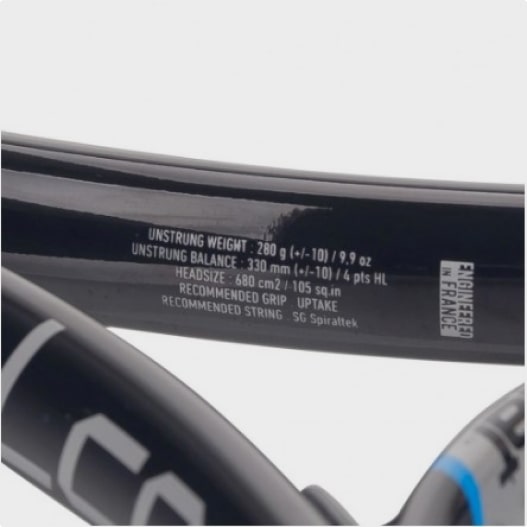 UNSTRUNG WEIGHT : 280 g (+/-10) / 9.9 oz
UNSTRUNG BALANCE : 330 mm (+/-10) / 4 pts HL
HEADSIZE : 680 cm2 / 105 sq.in
RECOMMENDED GRIP : UPTAKE
RECOMMENDED STRING : SG Spiraltek
ENGINEERED
IN FRANCE